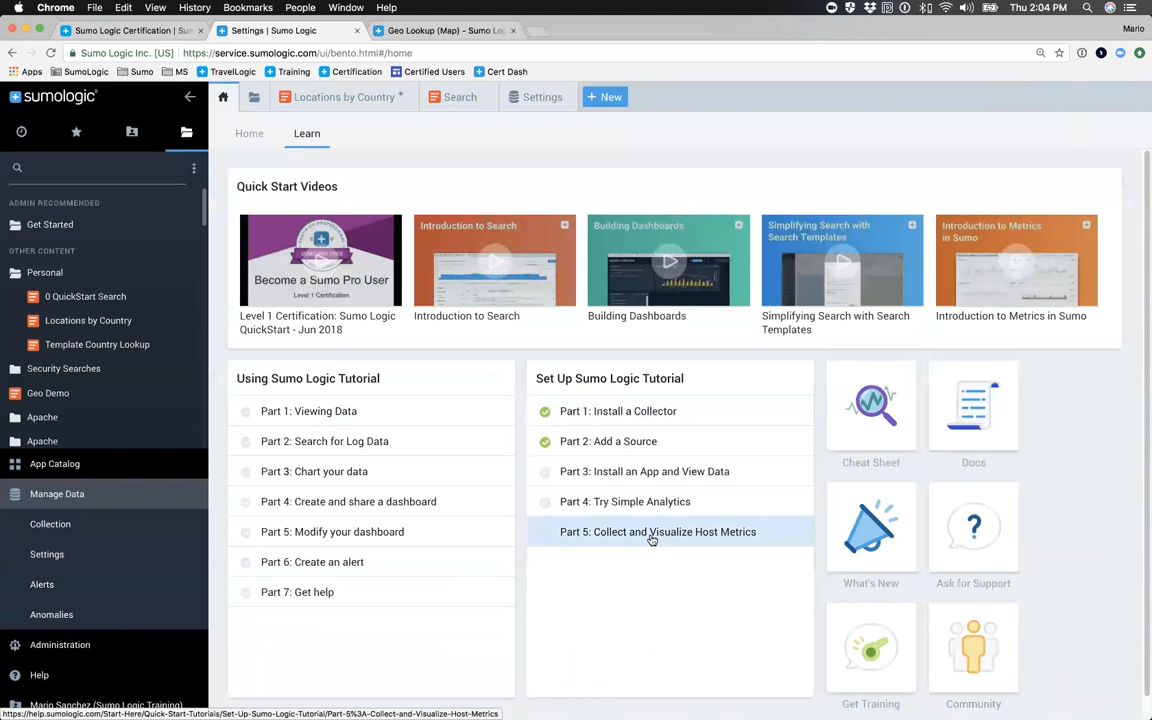 Chrome File Edit View History Bookmarks People Window Help Thu 2:04 PM
Sumo Logic Certification | Sum Settings | Sumo Logic Geo Lookup (Map) - Sumo Log Mario
Sumo Logic Inc. [US] https://service.sumologic.com/ui/bento.html#/home
Apps SumoLogic Sumo MS TravelLogic Training Certification Certified Users Cert Dash
sumologic Locations by Country * Search Settings + New
Home Learn
ADMIN RECOMMENDED
Get Started
OTHER CONTENT
Personal
0 QuickStart Search
Locations by Country
Template Country Lookup
Security Searches
Geo Demo
Apache
Apache
App Catalog
Manage Data
Collection
Settings
Alerts
Anomalies
Administration
Help
Mario Sanchez (Sumo Logic Training)
Quick Start Videos
CERTIFIED PROFESSIONAL
Become a Sumo Pro User
Level 1 Certification
Level 1 Certification: Sumo Logic
QuickStart - Jun 2018
Introduction to Search
Introduction to Search
Building Dashboards
Building Dashboards
Simplifying Search with
Search Templates
Simplifying Search with Search
Templates
Introduction to Metrics
in Sumo
Introduction to Metrics in Sumo
Using Sumo Logic Tutorial
Part 1: Viewing Data
Part 2: Search for Log Data
Part 3: Chart your data
Part 4: Create and share a dashboard
Part 5: Modify your dashboard
Part 6: Create an alert
Part 7: Get help
Set Up Sumo Logic Tutorial
Part 1: Install a Collector
Part 2: Add a Source
Part 3: Install an App and View Data
Part 4: Try Simple Analytics
Part 5: Collect and Visualize Host Metrics
Cheat Sheet
Docs
What's New
Ask for Support
Get Training
Community
https://help.sumologic.com/Start-Here/Quick-Start-Tutorials/Set-Up-Sumo-Logic-Tutorial/Part-5%3A-Collect-and-Visualize-Host-Metrics